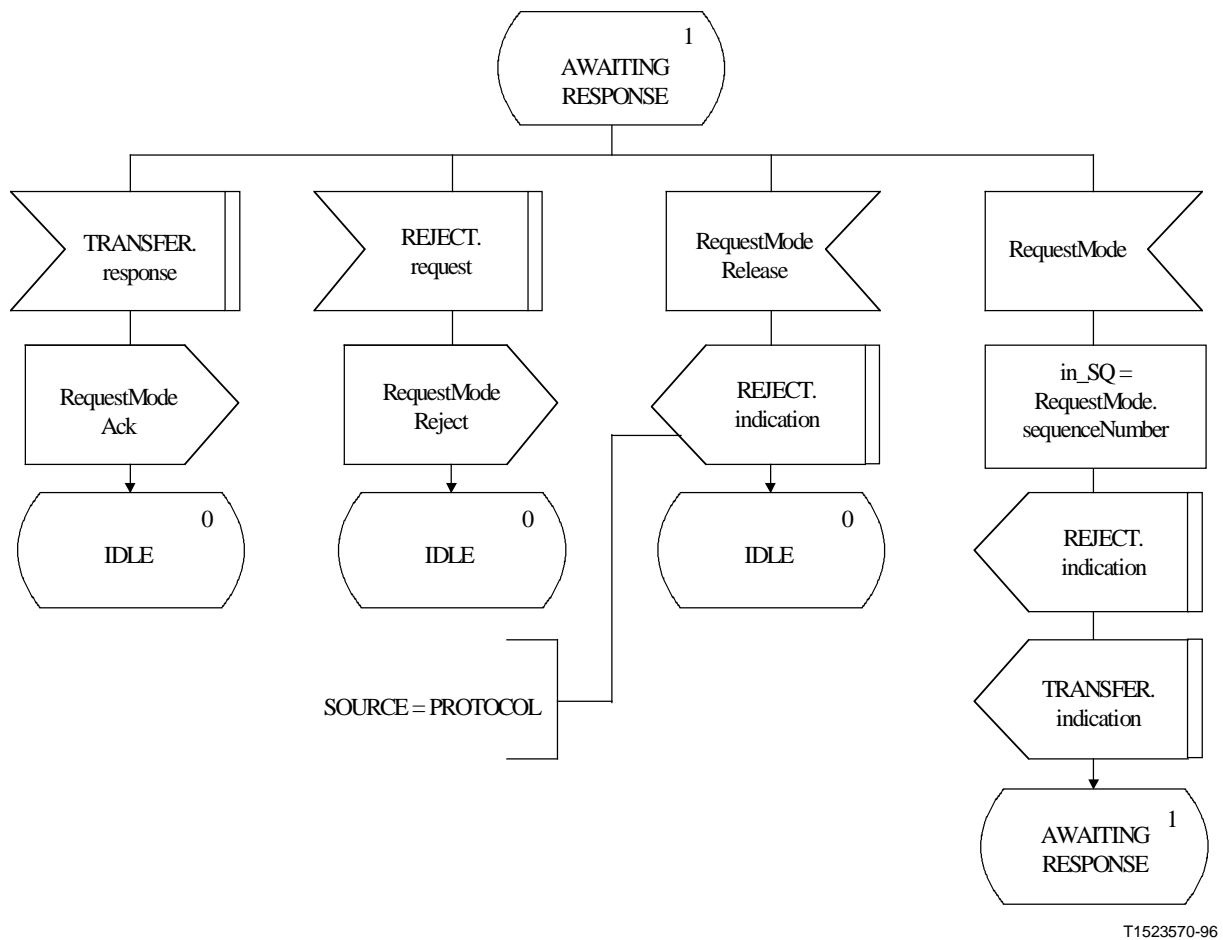 1
AWAITING
RESPONSE
TRANSFER.
response
REJECT.
request
RequestMode
Release
RequestMode
RequestMode
Ack
RequestMode
Reject
REJECT.
indication
in_SQ =
RequestMode.
sequenceNumber
0
IDLE
0
IDLE
0
IDLE
REJECT.
indication
SOURCE = PROTOCOL
TRANSFER.
indication
1
AWAITING
RESPONSE
T1523570-96